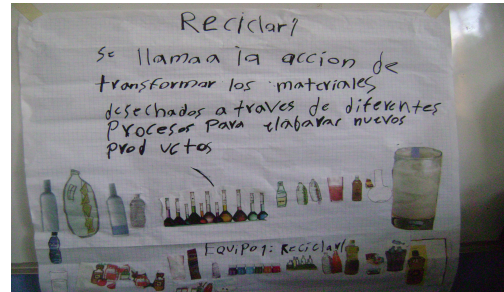 Reciclar/
Se llamaa la accion de
transformar los materiales
desechados a traves de diferentes
Procesos Para elabarar nuevos
prod uctos
EQUIPO 1: Reciclar/